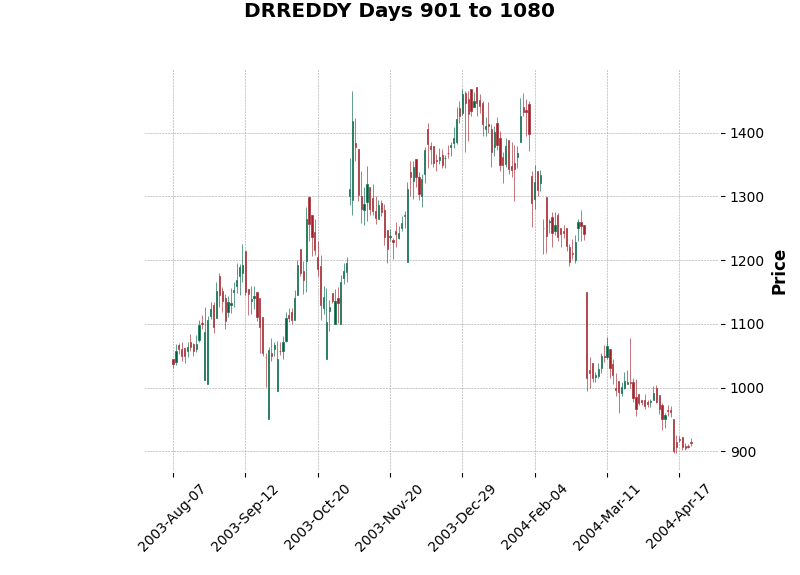 DRREDDY Days 901 to 1080
1400
1300
1200
1100
1000
900
Price
2003-Aug-07
2003-Sep-12
2003-Oct-20
2003-Nov-20
2003-Dec-29
2004-Feb-04
2004-Mar-11
2004-Apr-17